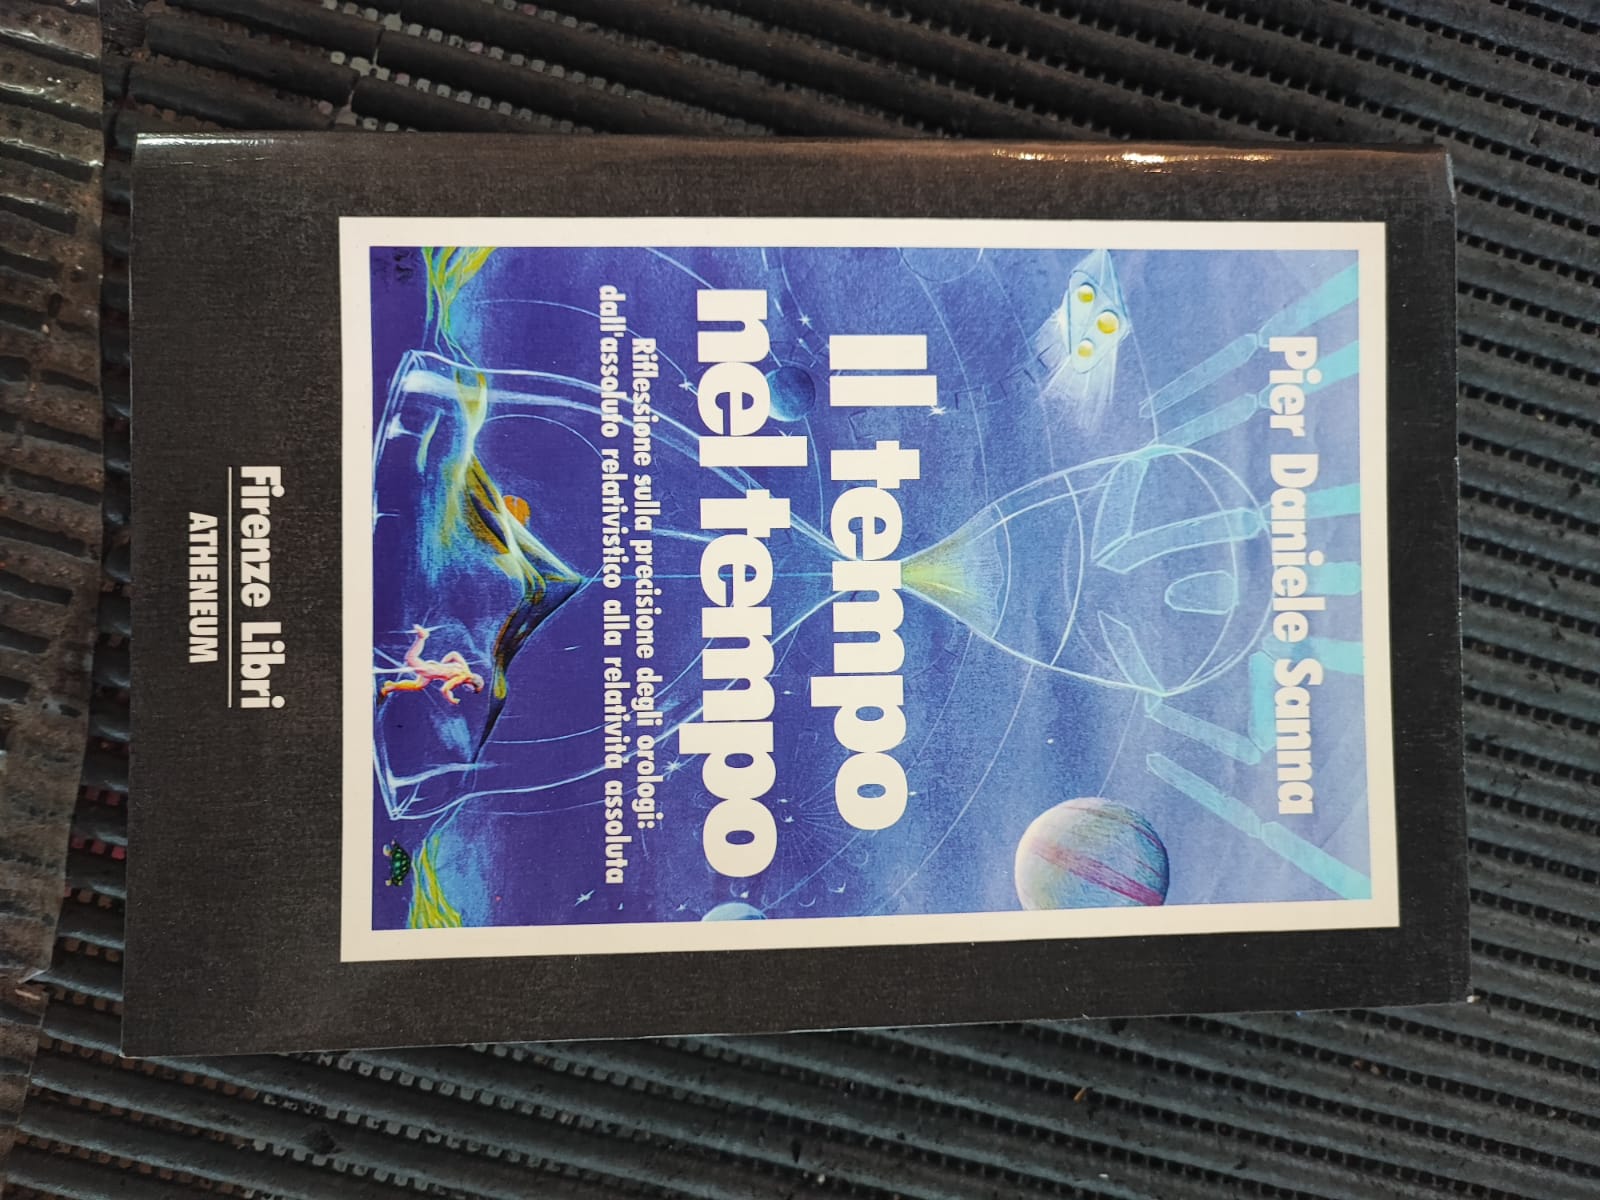 Pier Daniele Sanna
Il tempo
nel tempo
Riflessione sulla precisione degli orologi:
dall'assoluto relativistico alla relatività assoluta
Firenze Libri
ATHENEUM